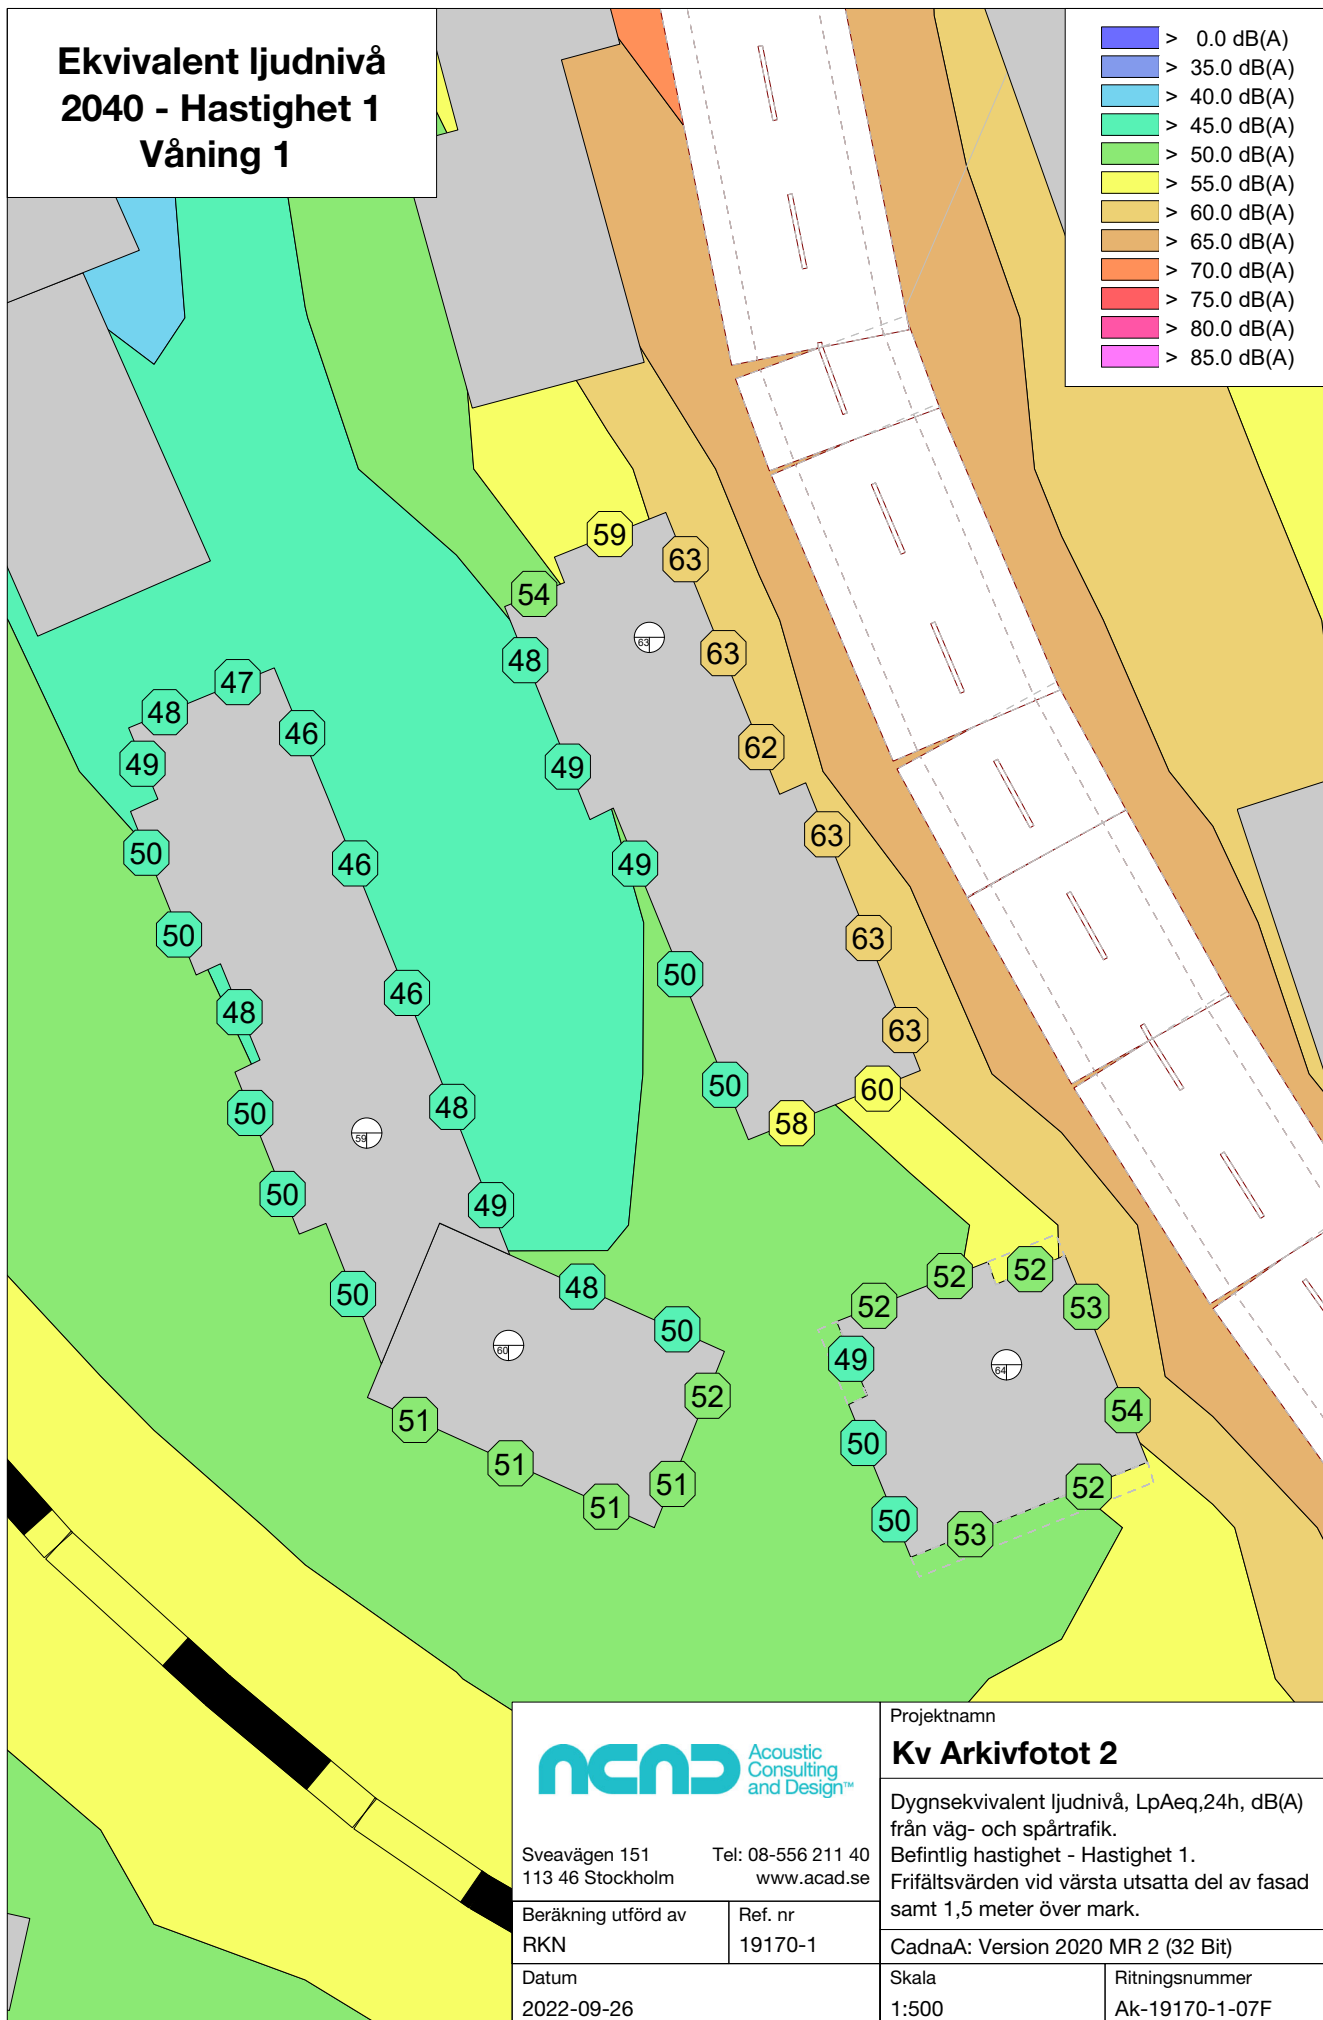 Ekvivalent ljudnivå
2040 - Hastighet 1
Våning 1
> 0.0 dB(A)
> 35.0 dB(A)
> 40.0 dB(A)
> 45.0 dB(A)
> 50.0 dB(A)
> 55.0 dB(A)
> 60.0 dB(A)
> 65.0 dB(A)
> 70.0 dB(A)
> 75.0 dB(A)
> 80.0 dB(A)
> 85.0 dB(A)
59
63
54
63
48
63
47
48
46
62
49
49
63
50
46
49
50
63
50
46
48
63
50
60
48
50
58
50
49
52
52
48
50
52
53
50
49
60
64
52
54
51
50
51
52
51
51
50
53
59
ACAD
Acoustic
Consulting
and Design™
Sveavägen 151
113 46 Stockholm
Tel: 08-556 211 40
www.acad.se
Beräkning utförd av
RKN
Ref. nr
19170-1
Datum
2022-09-26
Projektnamn
Kv Arkivfotot 2
Dygnsekvivalent ljudnivå, LpAeq,24h, dB(A)
från väg- och spårtrafik.
Befintlig hastighet - Hastighet 1.
Frifältsvärden vid värsta utsatta del av fasad
samt 1,5 meter över mark.
CadnaA: Version 2020 MR 2 (32 Bit)
Skala
1:500
Ritningsnummer
Ak-19170-1-07F